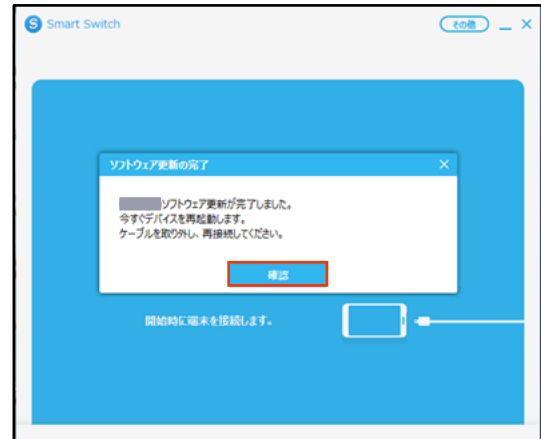 S Smart Switch
その他
ソフトウェア更新の完了
ソフトウェア更新が完了しました。
今すぐデバイスを再起動します。
ケーブルを取り外し、再接続してください。
確認
開始時に端末を接続します。